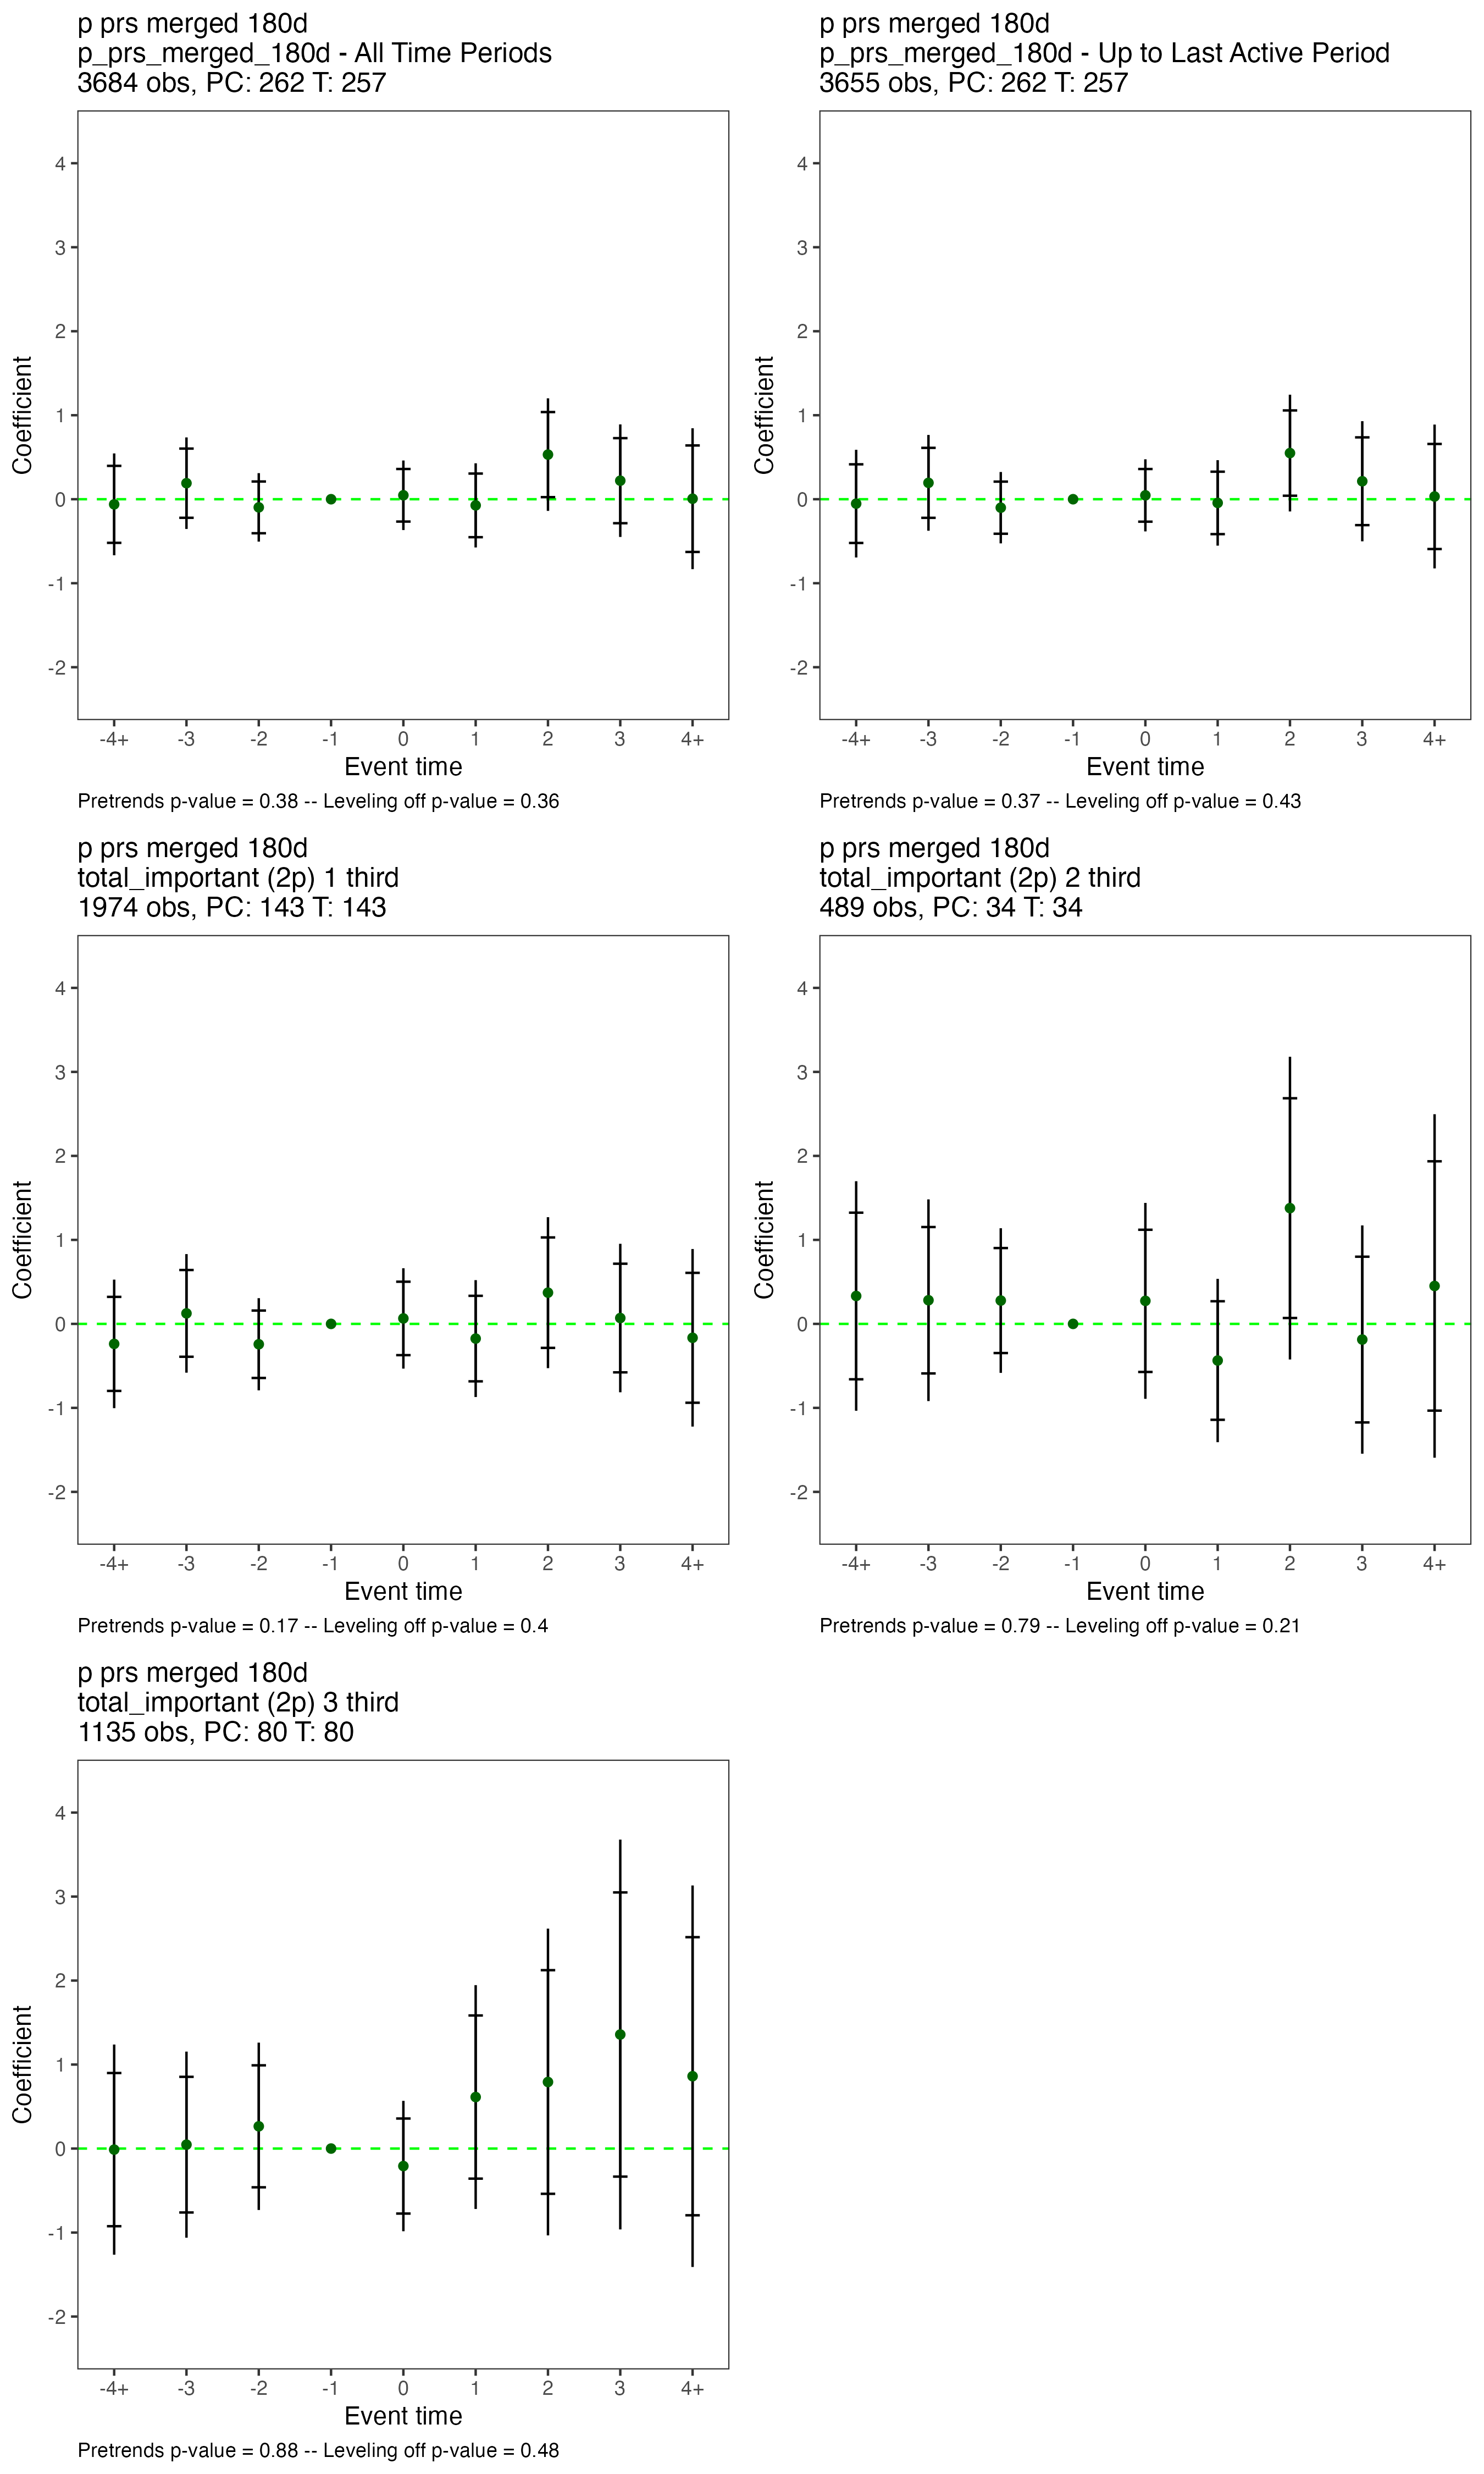 p prs merged 180d
p_prs_merged_180d - All Time Periods
3684 obs, PC: 262 T: 257
Coefficient
4
3
2
1
0
-1
-2
-4+ -3 -2 -1 0 1 2 3 4+
Event time
Pretrends p-value = 0.38 -- Leveling off p-value = 0.36
p prs merged 180d
p_prs_merged_180d - Up to Last Active Period
3655 obs, PC: 262 T: 257
Coefficient
4
3
2
1
0
-1
-2
-4+ -3 -2 -1 0 1 2 3 4+
Event time
Pretrends p-value = 0.37 -- Leveling off p-value = 0.43
p prs merged 180d
total_important (2p) 1 third
1974 obs, PC: 143 T: 143
Coefficient
4
3
2
1
0
-1
-2
-4+ -3 -2 -1 0 1 2 3 4+
Event time
Pretrends p-value = 0.17 -- Leveling off p-value = 0.4
p prs merged 180d
total_important (2p) 2 third
489 obs, PC: 34 T: 34
Coefficient
4
3
2
1
0
-1
-2
-4+ -3 -2 -1 0 1 2 3 4+
Event time
Pretrends p-value = 0.79 -- Leveling off p-value = 0.21
p prs merged 180d
total_important (2p) 3 third
1135 obs, PC: 80 T: 80
Coefficient
4
3
2
1
0
-1
-2
-4+ -3 -2 -1 0 1 2 3 4+
Event time
Pretrends p-value = 0.88 -- Leveling off p-value = 0.48